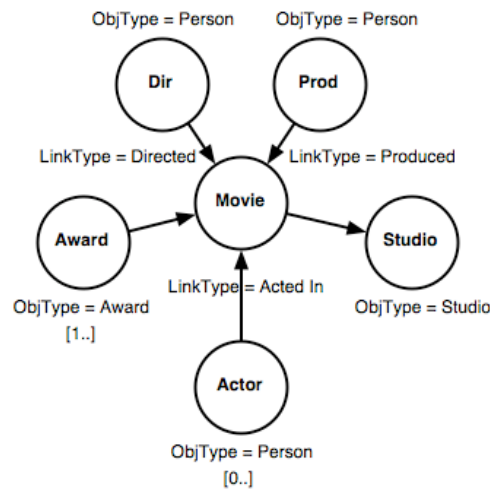 ObjType = Person
ObjType = Person
Dir
Prod
LinkType = Directed
LinkType = Produced
Movie
Award
Studio
ObjType = Award
[1..]
LinkType = Acted In
ObjType = Studio
Actor
ObjType = Person
[0..]